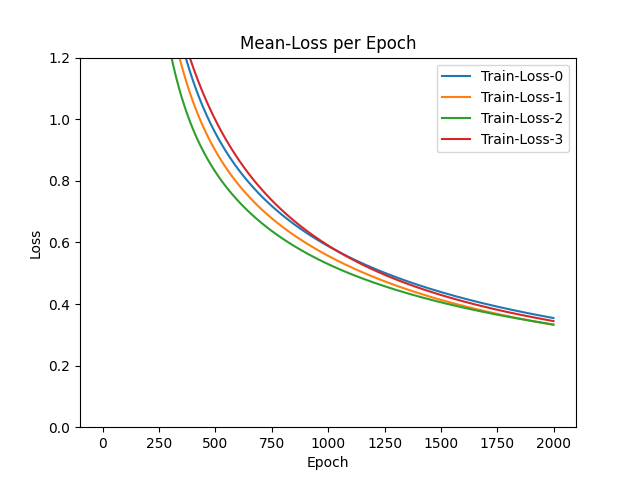 Mean-Loss per Epoch
Train-Loss-0
Train-Loss-1
Train-Loss-2
Train-Loss-3
Loss
1.2
1.0
0.8
0.6
0.4
0.2
0.0
0 250 500 750 1000 1250 1500 1750 2000
Epoch